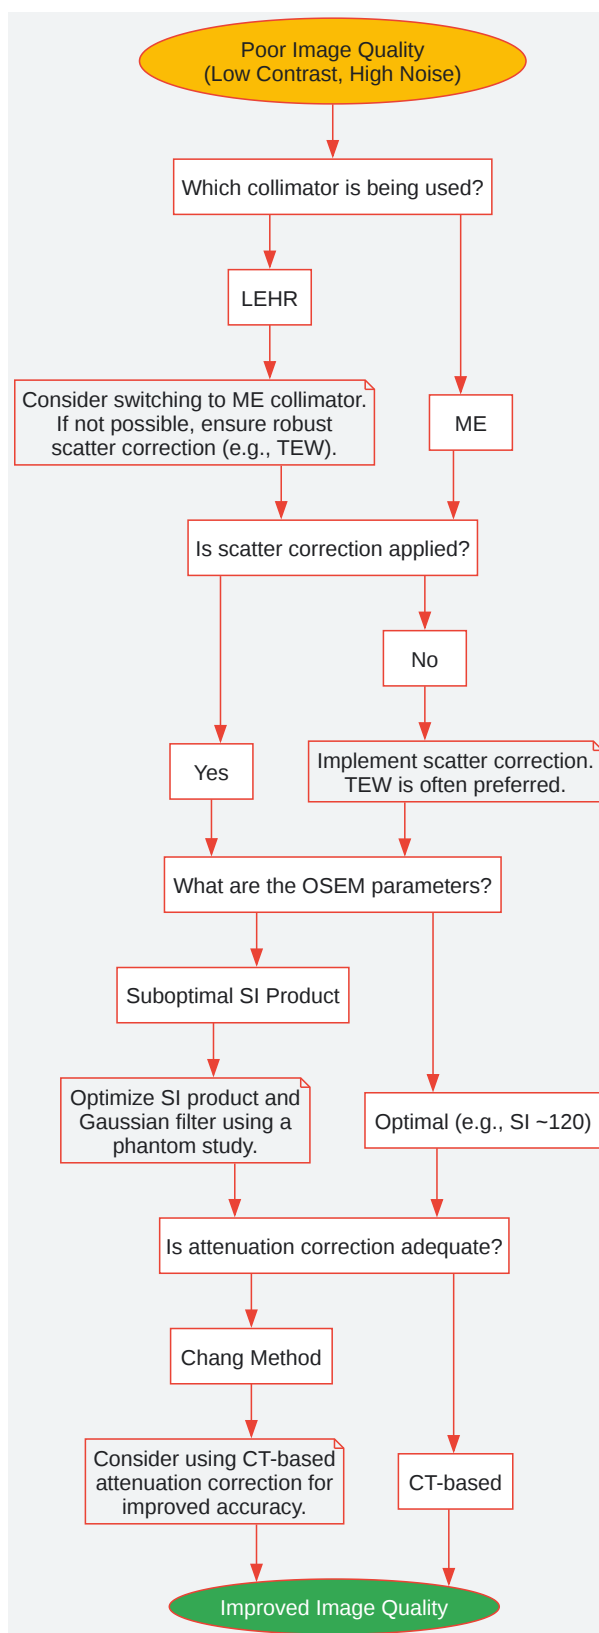 Poor Image Quality
(Low Contrast, High Noise)
Which collimator is being used?
LEHR
Consider switching to ME collimator.
If not possible, ensure robust
scatter correction (e.g., TEW).
ME
Is scatter correction applied?
No
Yes
Implement scatter correction.
TEW is often preferred.
What are the OSEM parameters?
Suboptimal SI Product
Optimize SI product and
Gaussian filter using a
phantom study.
Optimal (e.g., SI ~120)
Is attenuation correction adequate?
Chang Method
Consider using CT-based
attenuation correction for
improved accuracy.
CT-based
Improved Image Quality